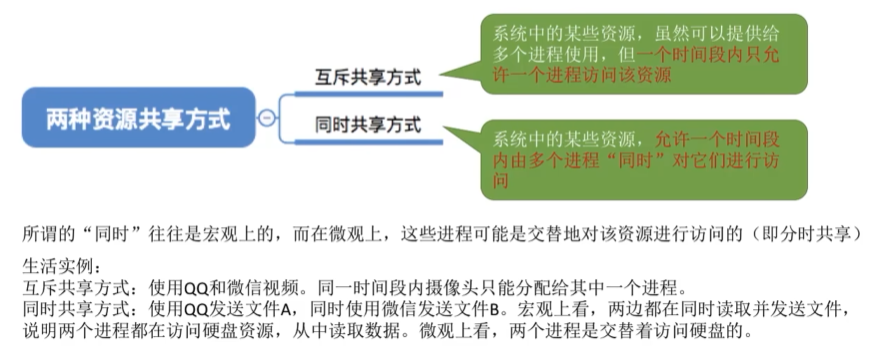 两种资源共享方式
互斥共享方式
系统中的某些资源，虽然可以提供给
多个进程使用，但一个时间段内只允
许一个进程访问该资源
同时共享方式
系统中的某些资源，允许一个时间段
内由多个进程“同时”对它们进行访
问
所谓的“同时”往往是宏观上的，而在微观上，这些进程可能是交替地对该资源进行访问的（即分时共享）
生活实例：
互斥共享方式：使用QQ和微信视频。同一时间段内摄像头只能分配给其中一个进程。
同时共享方式：使用QQ发送文件A，同时使用微信发送文件B。宏观上看，两边都在同时读取并发送文件，
说明两个进程都在访问硬盘资源，从中读取数据。微观上看，两个进程是交替着访问硬盘的。